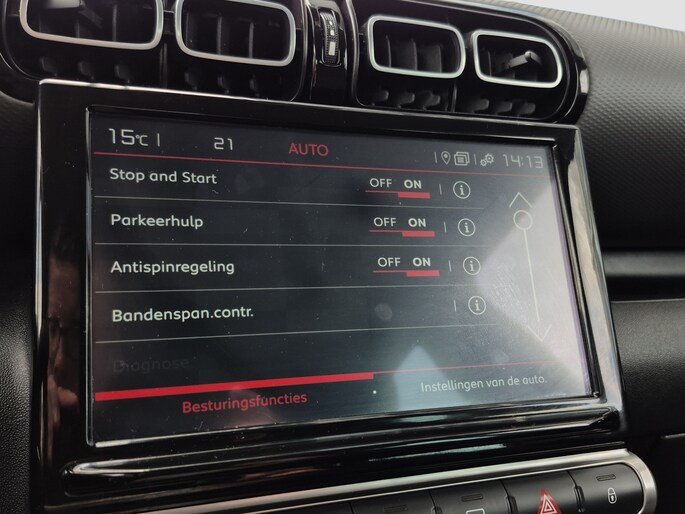 15°C 21 AUTO 14:13
Stop and Start OFF ON
Parkeerhulp OFF ON
Antispinregeling OFF ON
Bandenspan.contr.
Diagnose
Besturingsfuncties Instellingen van de auto.